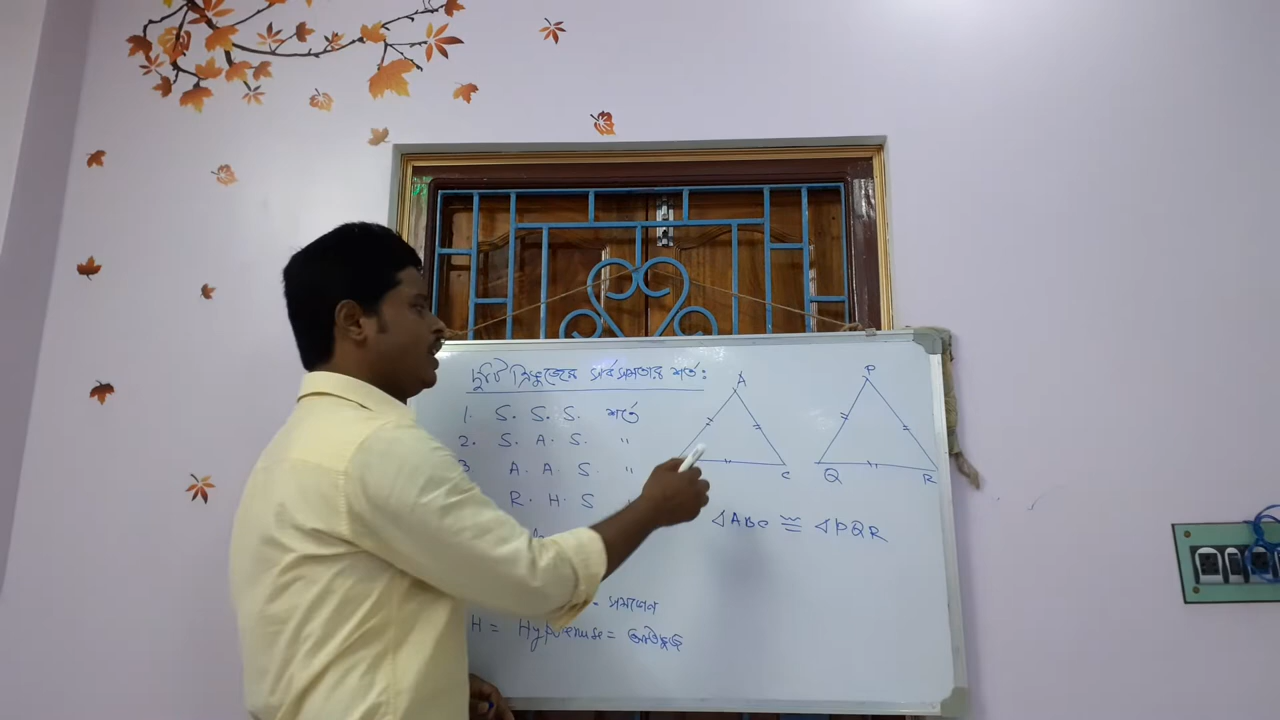 দুটি ত্রিভুজের সর্বসমতার শর্ত:
1. S. S. S. শর্তে
2. S. A. S. "
3 A. A. S. "
R. H. S
= সমকোণ
H = Hypotenuse = অতিভুজ
A
C
P
Q
R
△ABC ≅ △PQR